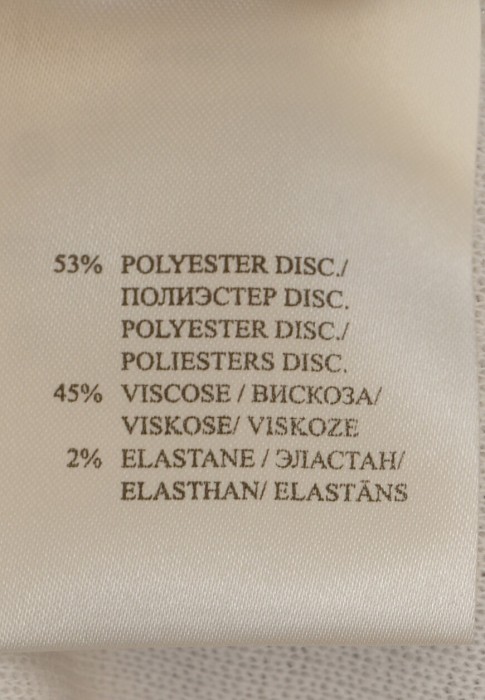 53% POLYESTER DISC./
ПОЛИЭСТЕР DISC.
POLYESTER DISC./
POLIESTERS DISC.
45% VISCOSE / ВИСКОЗА/
VISKOSE/ VISKOZE
2% ELASTANE / ЭЛАСТАН/
ELASTHAN/ ELASTĀNS